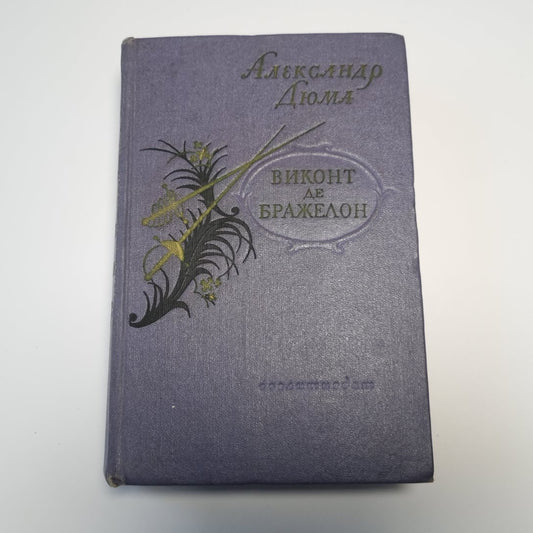 Александр
Дюма
ВИКОНТ
ДЕ
БРАЖЕЛОН
гослитиздат